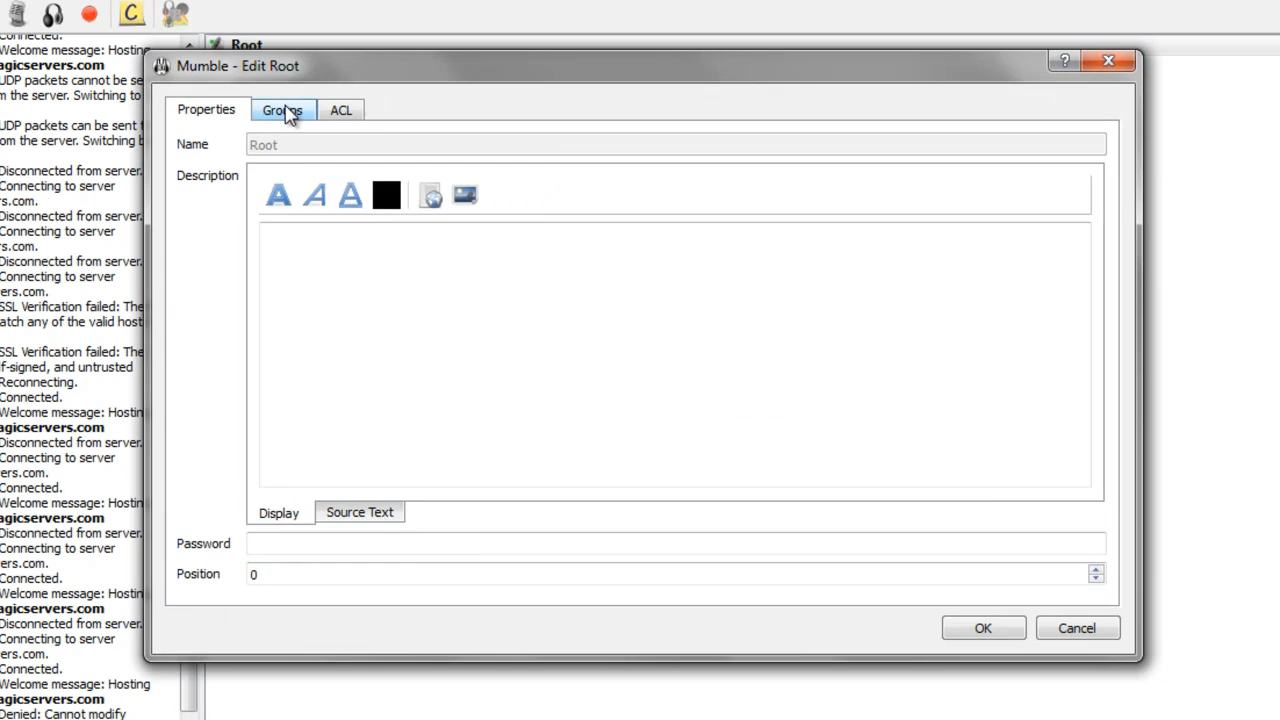 C
Connected.
Welcome message: Hosting
agicservers.com
Root
Mumble - Edit Root
?
UDP packets cannot be se
m the server. Switching to
UDP packets can be sent t
om the server. Switching b
Disconnected from server.
Connecting to server
rs.com.
Disconnected from server.
Connecting to server
rs.com.
Disconnected from server.
Connecting to server
ers.com.
SSL Verification failed: The
atch any of the valid hosti
SSL Verification failed: The
lf-signed, and untrusted
Reconnecting.
Connected.
Welcome message: Hosting
agicservers.com
Disconnected from server.
Connecting to server
ers.com.
Connected.
Welcome message: Hosting
agicservers.com
Disconnected from server.
Connecting to server
ers.com.
Connected.
Welcome message: Hosting
agicservers.com
Disconnected from server.
Connecting to server
ers.com.
Connected.
Welcome message: Hosting
agicservers.com
Denied: Cannot modify
Properties
Groups
ACL
Name
Root
Description
A A A
Display
Source Text
Password
Position
0
OK
Cancel